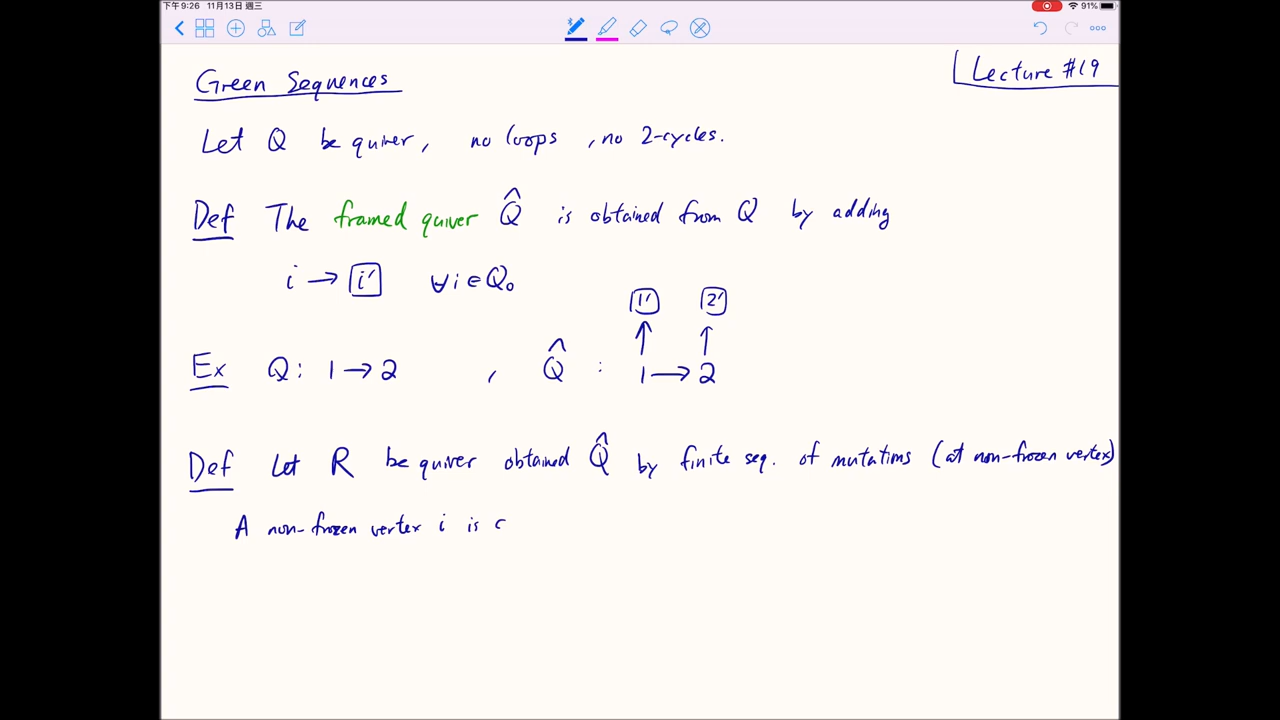 下午9:26 11月13日 週三
91%
Lecture #19
Green Sequences
Let Q be quiver, no loops, no 2-cycles.
Def The framed quiver Q̂ is obtained from Q by adding
i → i' ∀i∈Q₀
1' 2'
↑ ↑
Ex Q: 1 → 2 , Q̂ : 1 → 2
Def Let R be quiver obtained Q̂ by finite seq. of mutations (at non-frozen vertex)
A non-frozen vertex i is c